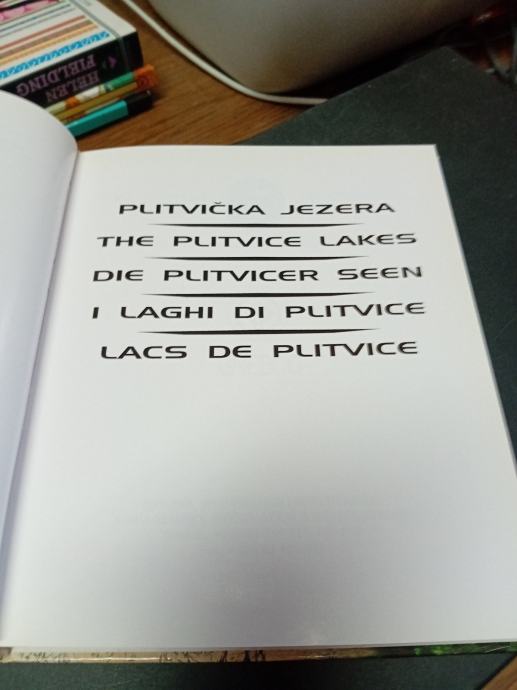 HELEN
FIELDING
PLITVIČKA JEZERA
THE PLITVICE LAKES
DIE PLITVICER SEEN
I LAGHI DI PLITVICE
LACS DE PLITVICE